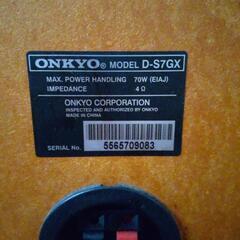 ONKYO® MODEL D-S7GX
MAX. POWER HANDLING 70W (EIAJ)
IMPEDANCE 4 Ω
ONKYO CORPORATION
INSPECTED AND AUTHORIZED BY ONKYO
MADE IN CHINA
SERIAL No. 5565709083